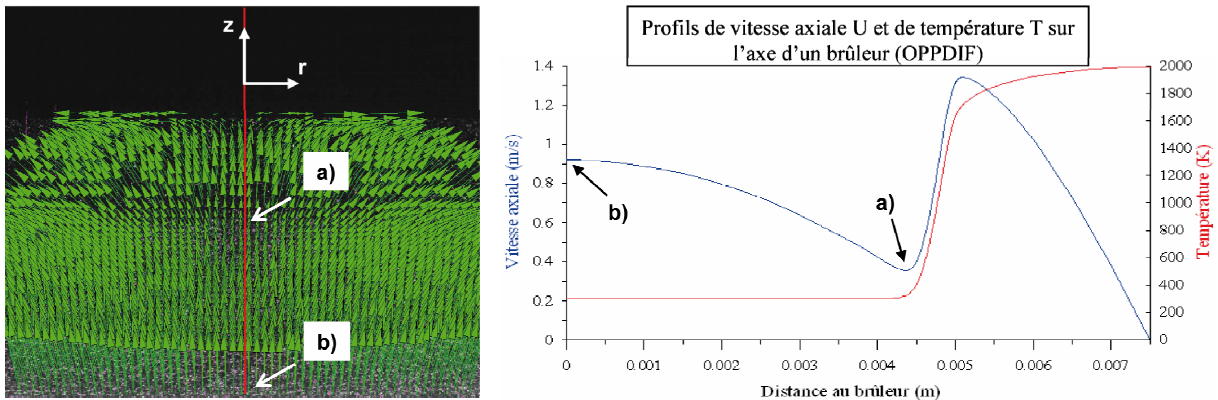 z
r
a)
b)
Profils de vitesse axiale U et de température T sur
l'axe d'un brûleur (OPPDIF)
1.4
1.2
1
0.8
0.6
0.4
0.2
0
Vitesse axiale (m/s)
b)
a)
2000
1800
1600
1400
1200
1000
800
600
400
200
0
Température (K)
0
0.001
0.002
0.003
0.004
0.005
0.006
0.007
Distance au brûleur (m)